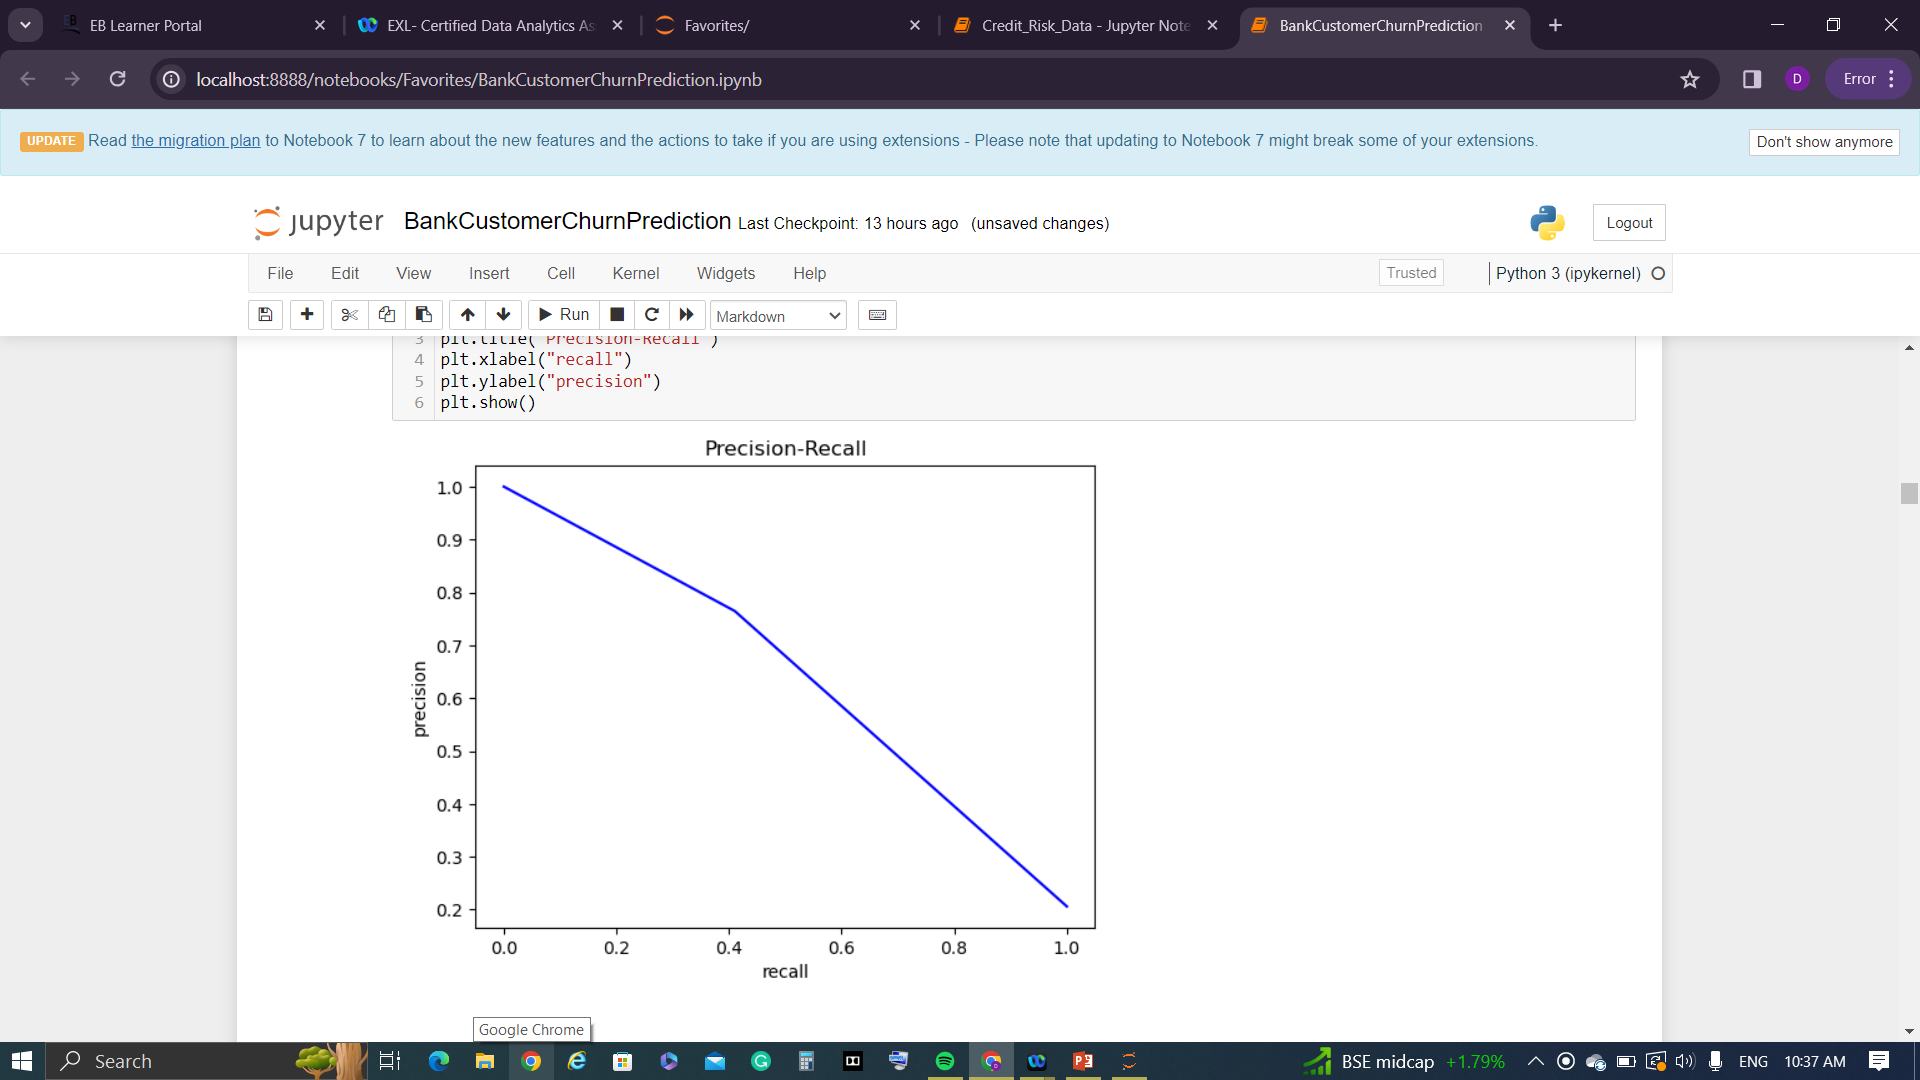 EB Learner Portal
EXL- Certified Data Analytics As
Favorites/
Credit_Risk_Data - Jupyter Note
BankCustomerChurnPrediction
localhost:8888/notebooks/Favorites/BankCustomerChurnPrediction.ipynb
D
Error
UPDATE Read the migration plan to Notebook 7 to learn about the new features and the actions to take if you are using extensions - Please note that updating to Notebook 7 might break some of your extensions.
Don't show anymore
jupyter BankCustomerChurnPrediction Last Checkpoint: 13 hours ago (unsaved changes)
Logout
File Edit View Insert Cell Kernel Widgets Help
Trusted
Python 3 (ipykernel)
Run
Markdown
3 plt.title("Precision-Recall")
4 plt.xlabel("recall")
5 plt.ylabel("precision")
6 plt.show()
Precision-Recall
1.0
0.9
0.8
0.7
0.6
0.5
0.4
0.3
0.2
precision
0.0 0.2 0.4 0.6 0.8 1.0
recall
Google Chrome
Search
BSE midcap +1.79%
ENG
10:37 AM